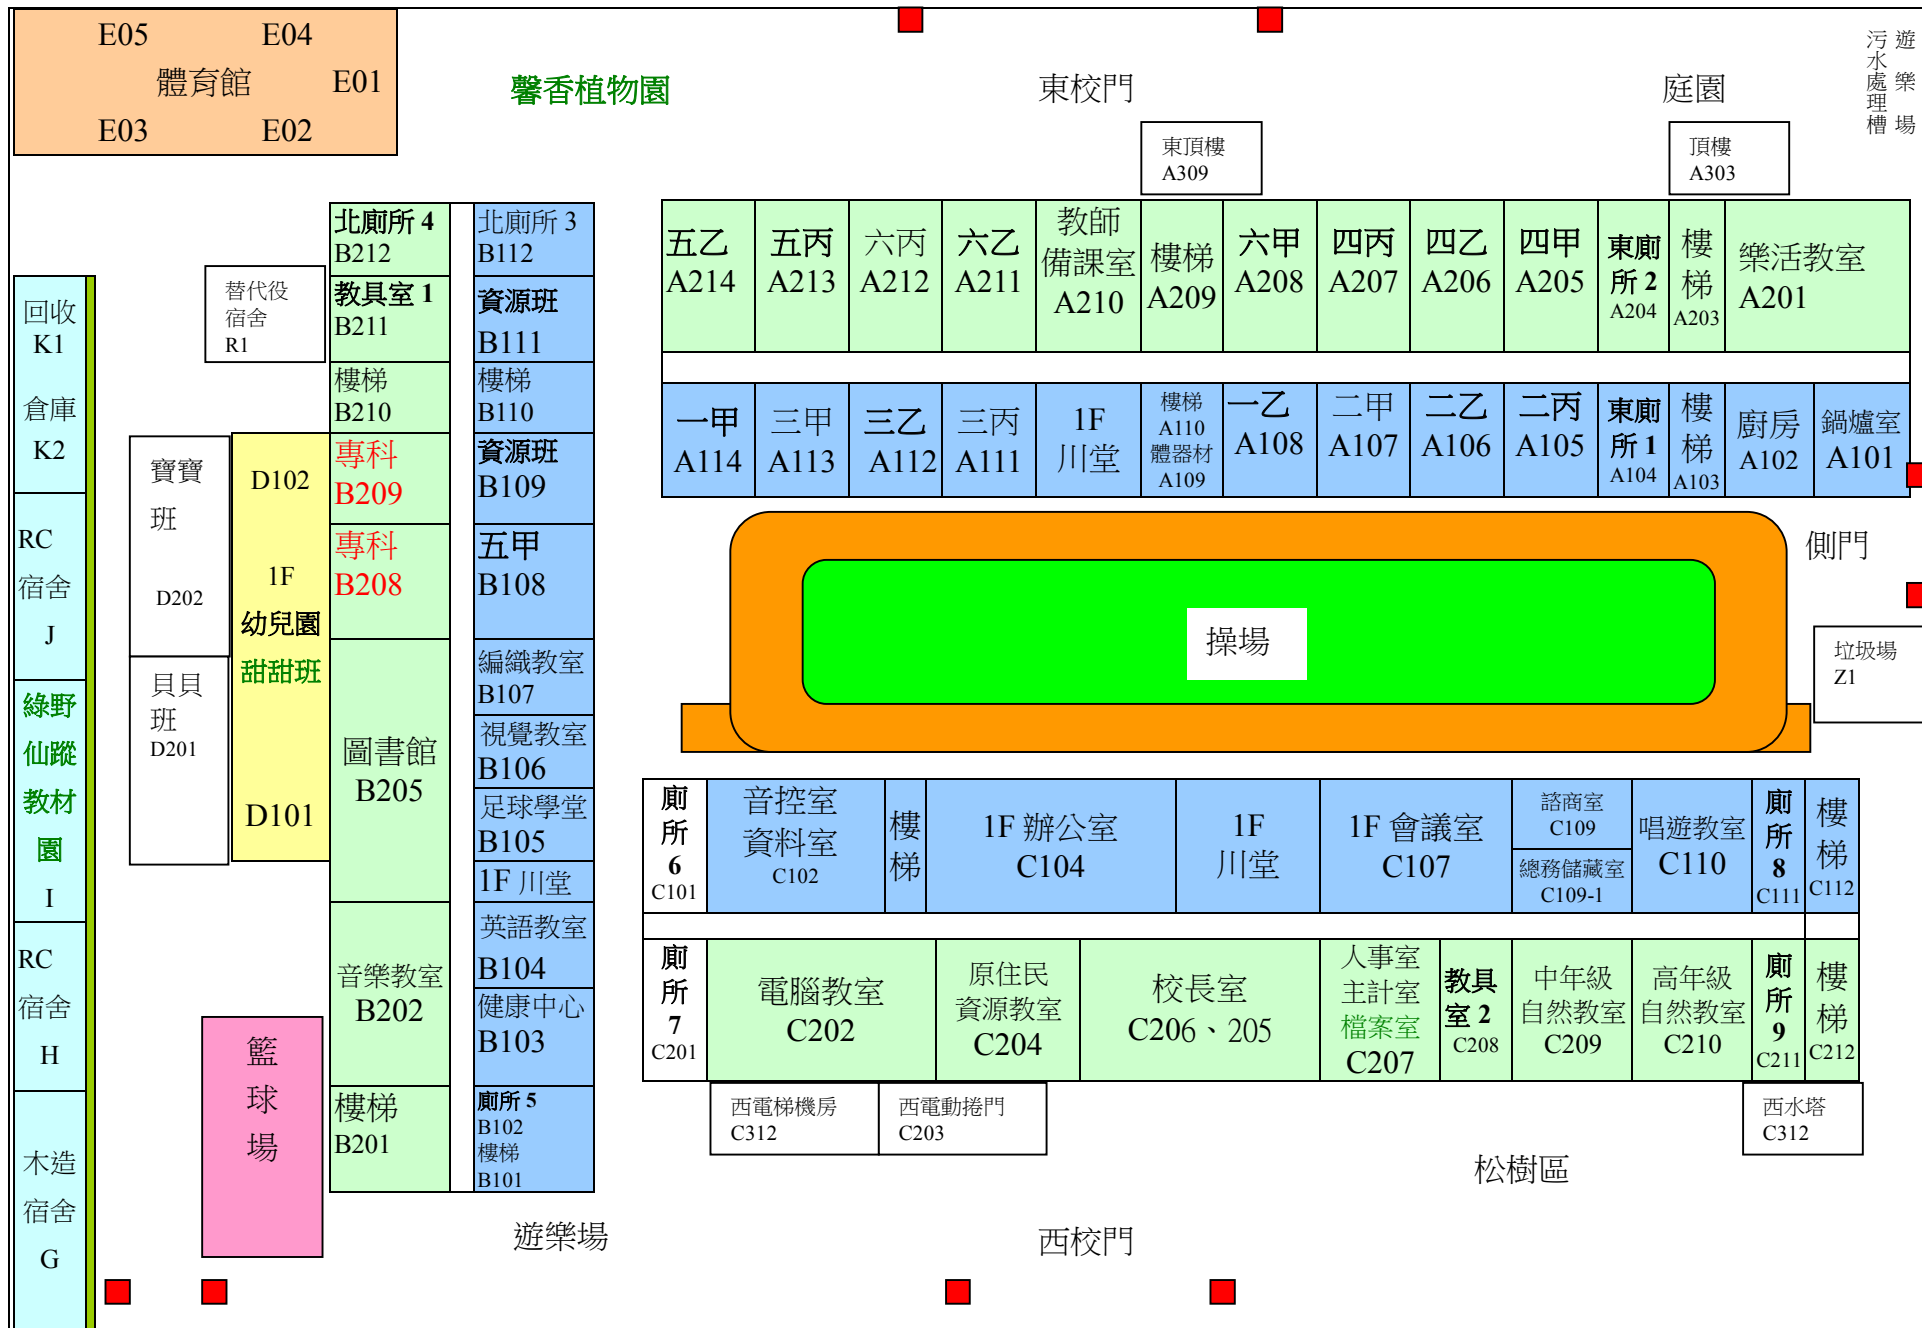 E05 E04
體育館 E01
E03 E02
馨香植物園
東校門
庭園
遊樂場
污水處理槽
東頂樓
A309
頂樓
A303
五乙
A214
五丙
A213
六丙
A212
六乙
A211
教師
備課室
A210
樓梯
A209
六甲
A208
四丙
A207
四乙
A206
四甲
A205
東廁
所 2
A204
樓
梯
A203
樂活教室
A201
一甲
A114
三甲
A113
三乙
A112
三丙
A111
1F
川堂
樓梯
A110
體器材
A109
一乙
A108
二甲
A107
二乙
A106
二丙
A105
東廁
所 1
A104
樓
梯
A103
廚房
A102
鍋爐室
A101
側門
操場
垃圾場
Z1
北廁所 4
B212
教具室 1
B211
樓梯
B210
專科
B209
專科
B208
圖書館
B205
音樂教室
B202
樓梯
B201
北廁所 3
B112
資源班
B111
樓梯
B110
資源班
B109
五甲
B108
編織教室
B107
視覺教室
B106
足球學堂
B105
1F 川堂
英語教室
B104
健康中心
B103
廁所 5
B102
樓梯
B101
替代役
宿舍
R1
寶寶
班
D202
貝貝
班
D201
D102
1F
幼兒園
甜甜班
D101
回收
K1
倉庫
K2
RC
宿舍
J
綠野
仙蹤
教材
園
I
RC
宿舍
H
木造
宿舍
G
籃
球
場
廁
所
6
C101
音控室
資料室
C102
樓
梯
1F 辦公室
C104
1F
川堂
1F 會議室
C107
諮商室
C109
總務儲藏室
C109-1
唱遊教室
C110
廁
所
8
C111
樓
梯
C112
廁
所
7
C201
電腦教室
C202
原住民
資源教室
C204
校長室
C206、205
人事室
主計室
檔案室
C207
教具
室 2
C208
中年級
自然教室
C209
高年級
自然教室
C210
廁
所
9
C211
樓
梯
C212
西電梯機房
C312
西電動捲門
C203
西水塔
C312
松樹區
遊樂場
西校門